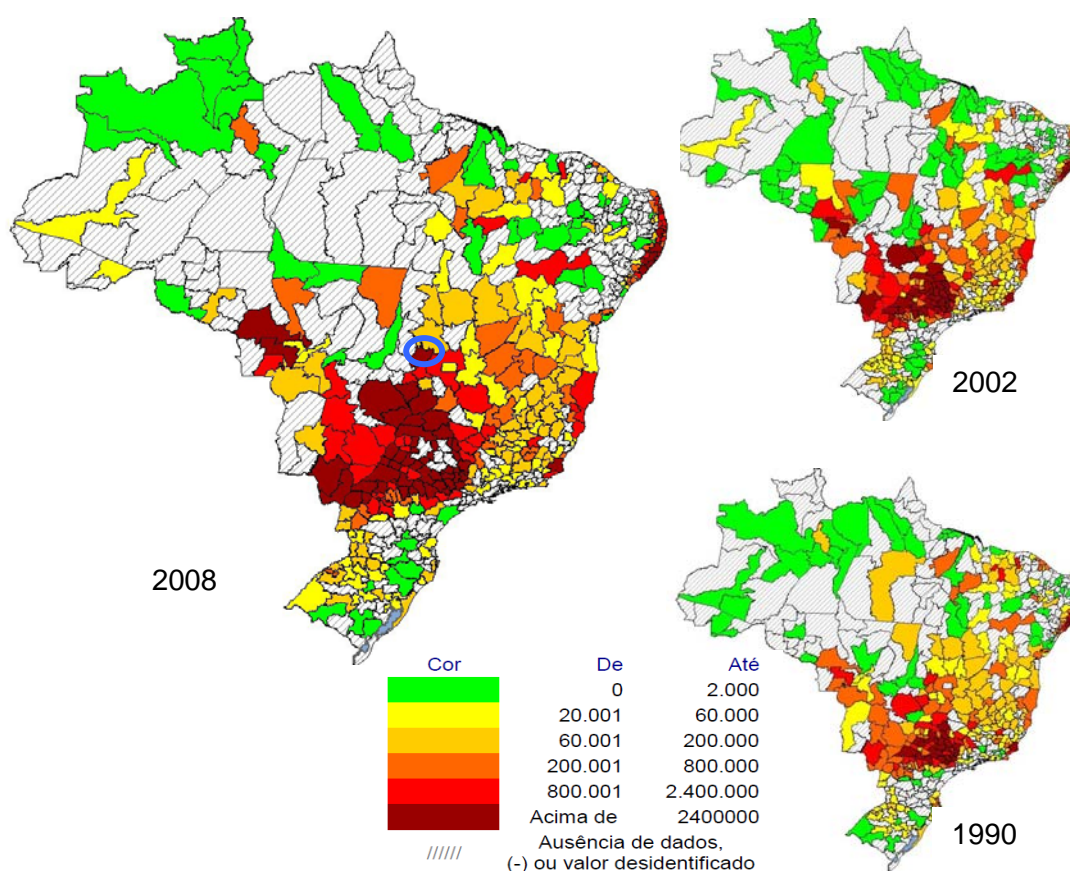 2002
2008
1990
Cor De Até
0 2.000
20.001 60.000
60.001 200.000
200.001 800.000
800.001 2.400.000
Acima de 2400000
////// Ausência de dados,
(-) ou valor desidentificado